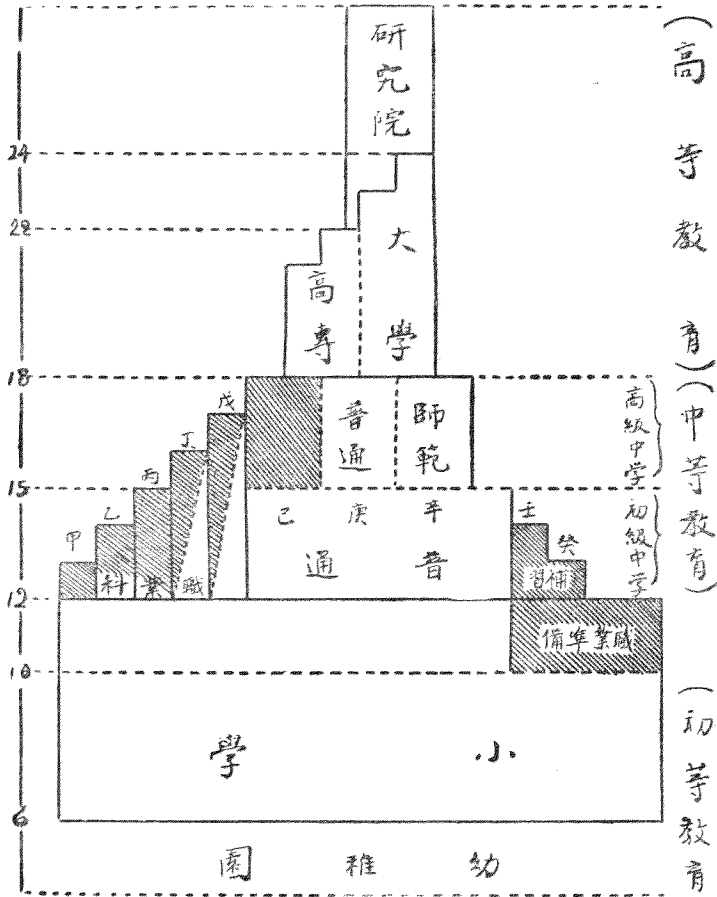 (高等教育)
研究院
24
22
大學
高專
18
(中等教育)
高級中学
師範
普通
戊
丁
丙
15
初級中学
己 庚 辛
壬
癸
乙
甲
普通
職業科
補習
12
職業準備
10
(初等教育
小學
6
幼稚園